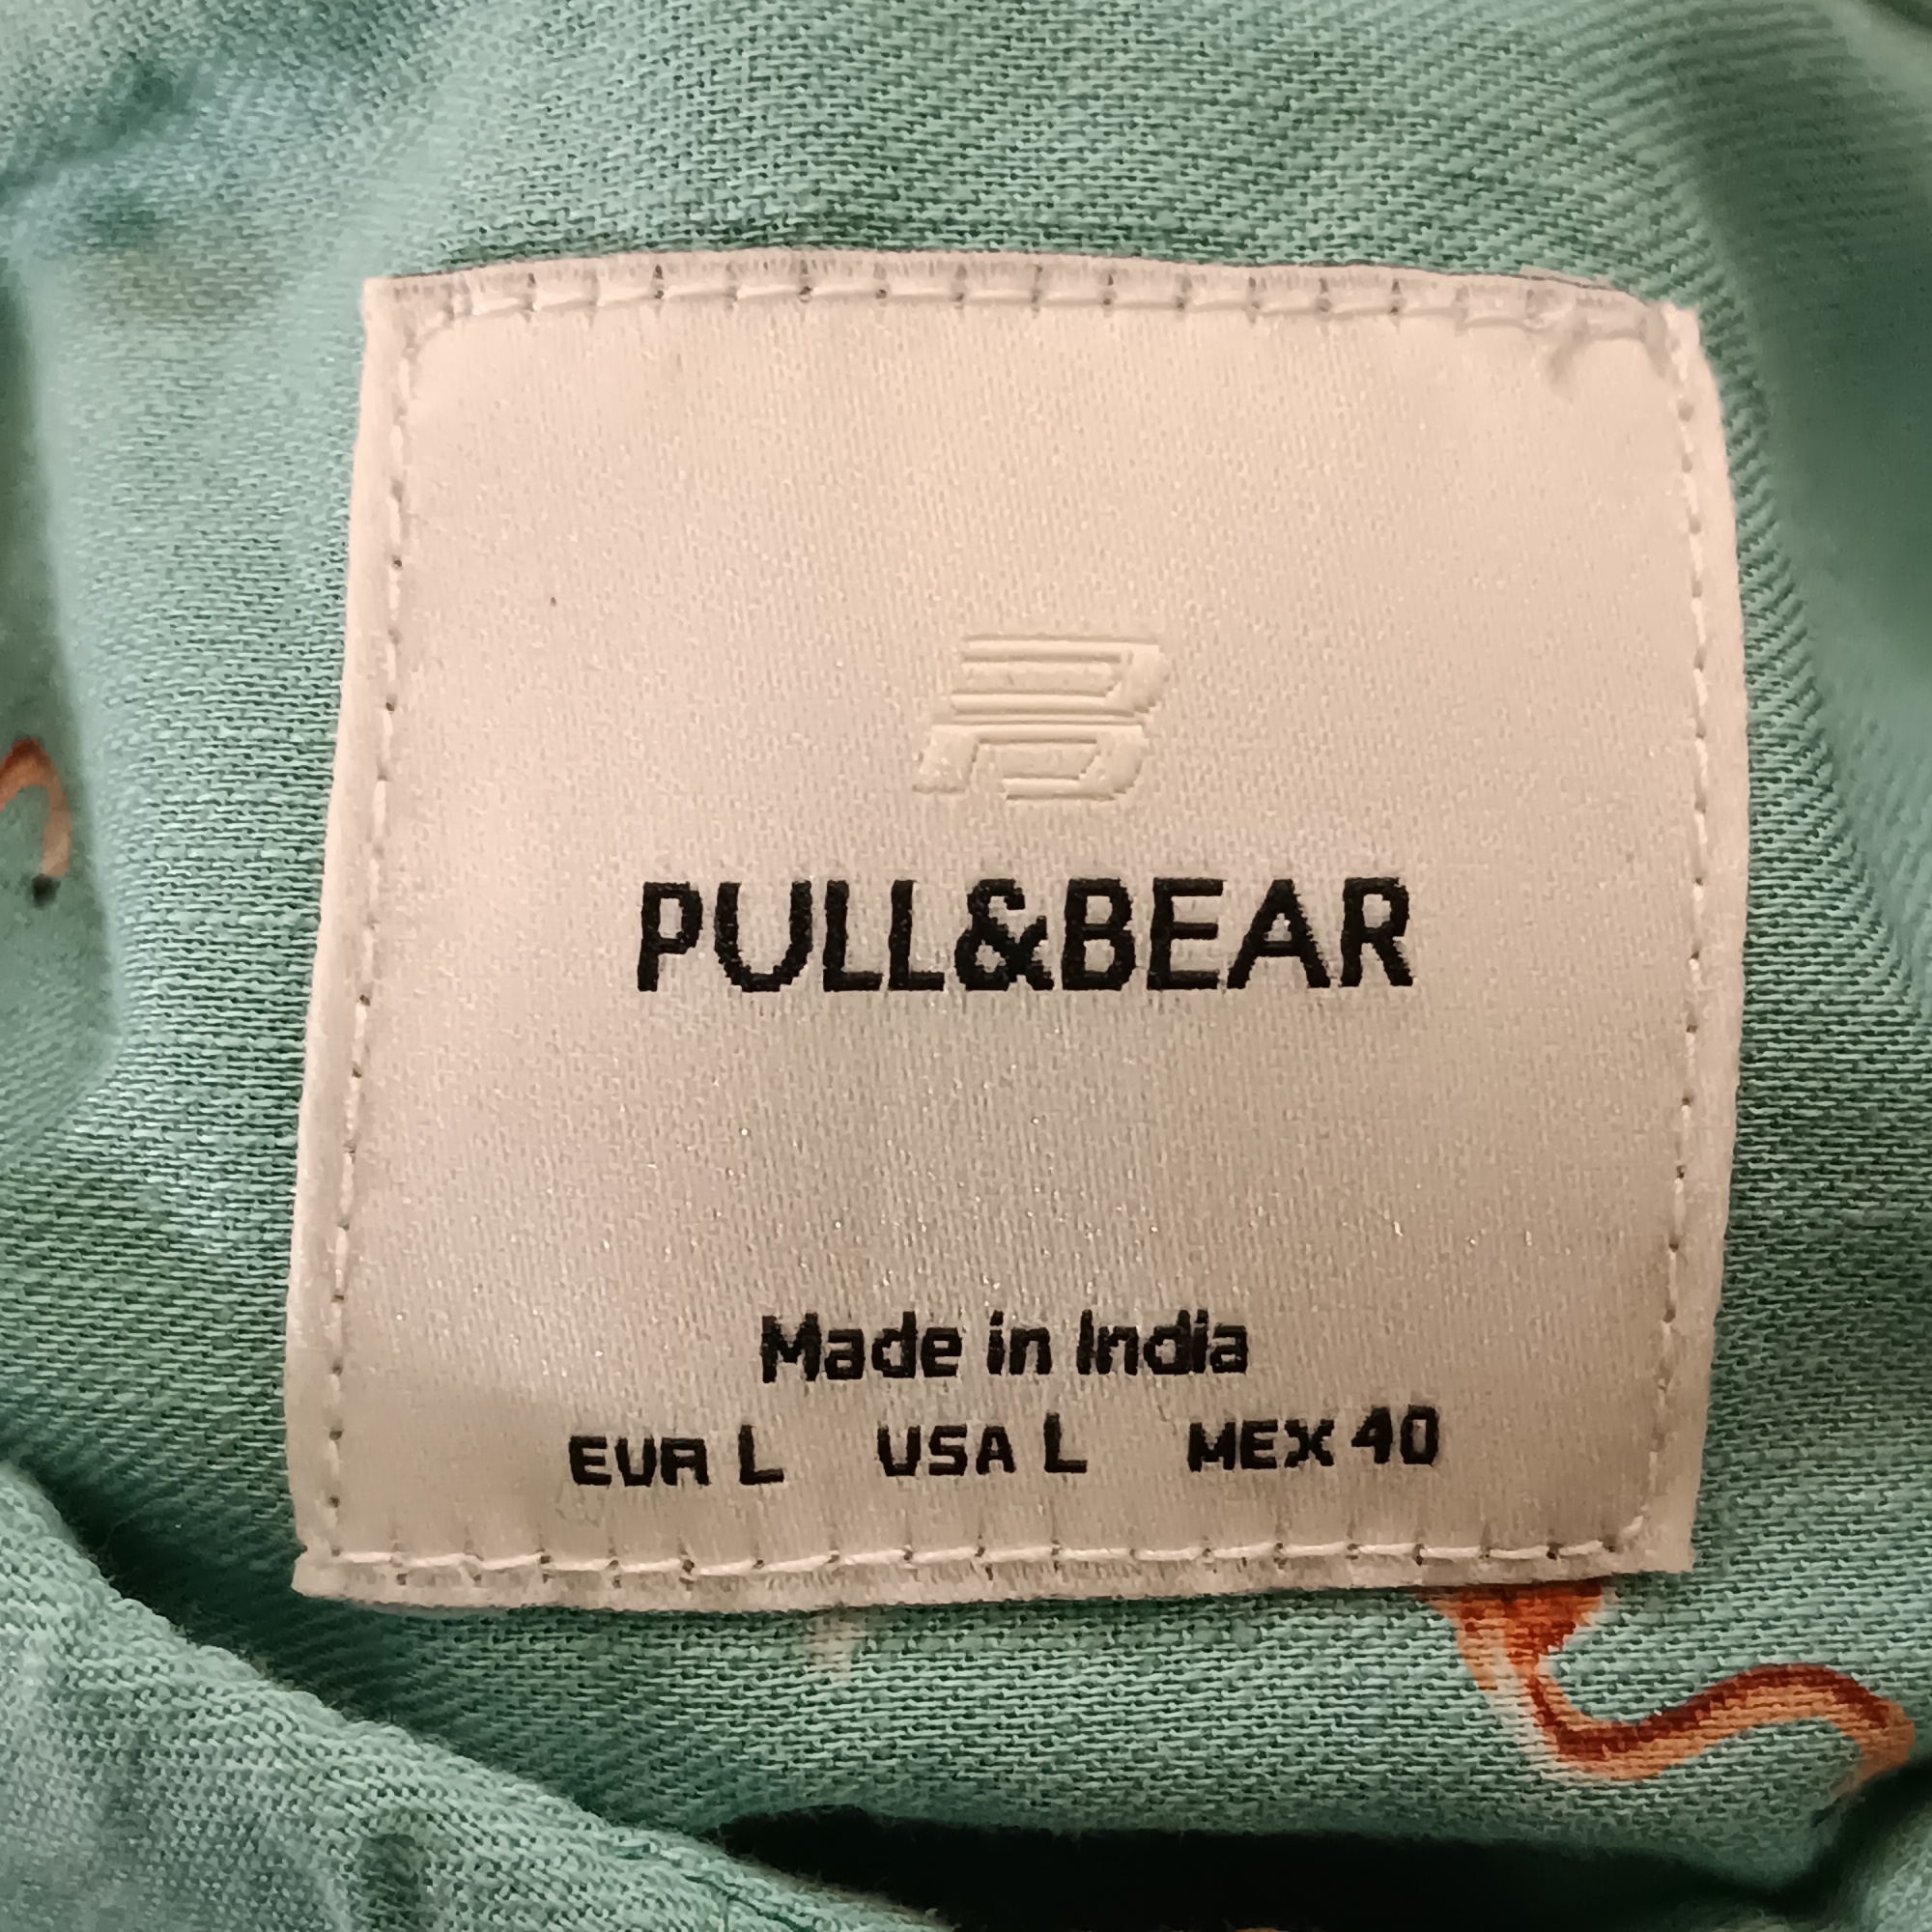 PULL&BEAR
Made in India
EUR L USA L MEX 40